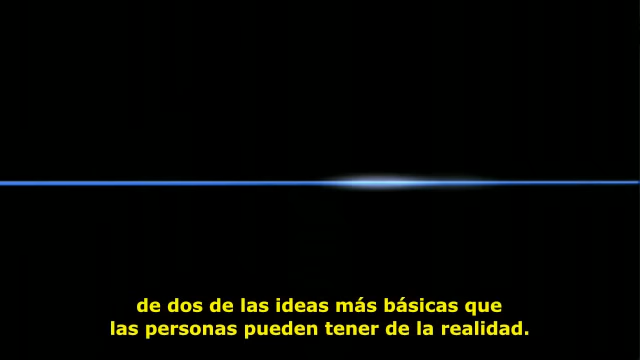 de dos de las ideas más básicas que
las personas pueden tener de la realidad.